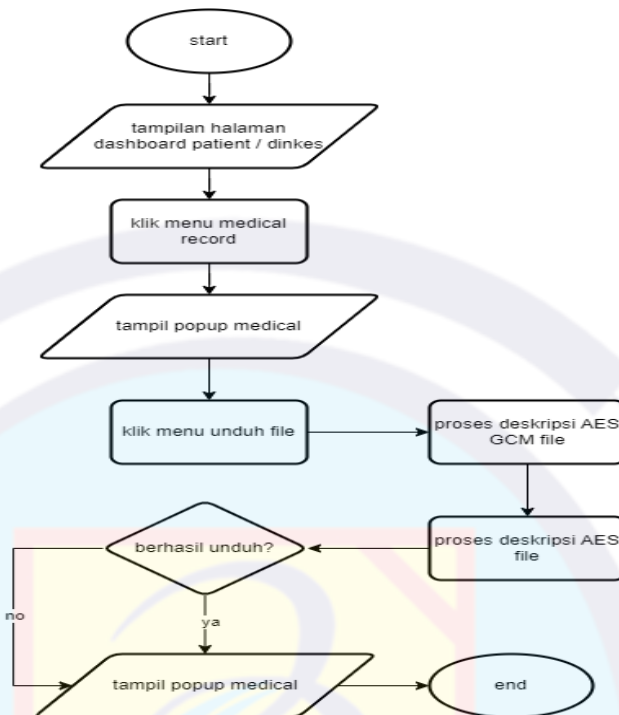 start
tampilan halaman
dashboard patient / dinkes
klik menu medical
record
tampil popup medical
klik menu unduh file
proses deskripsi AES
GCM file
proses deskripsi AES
file
berhasil unduh?
no
ya
tampil popup medical
end